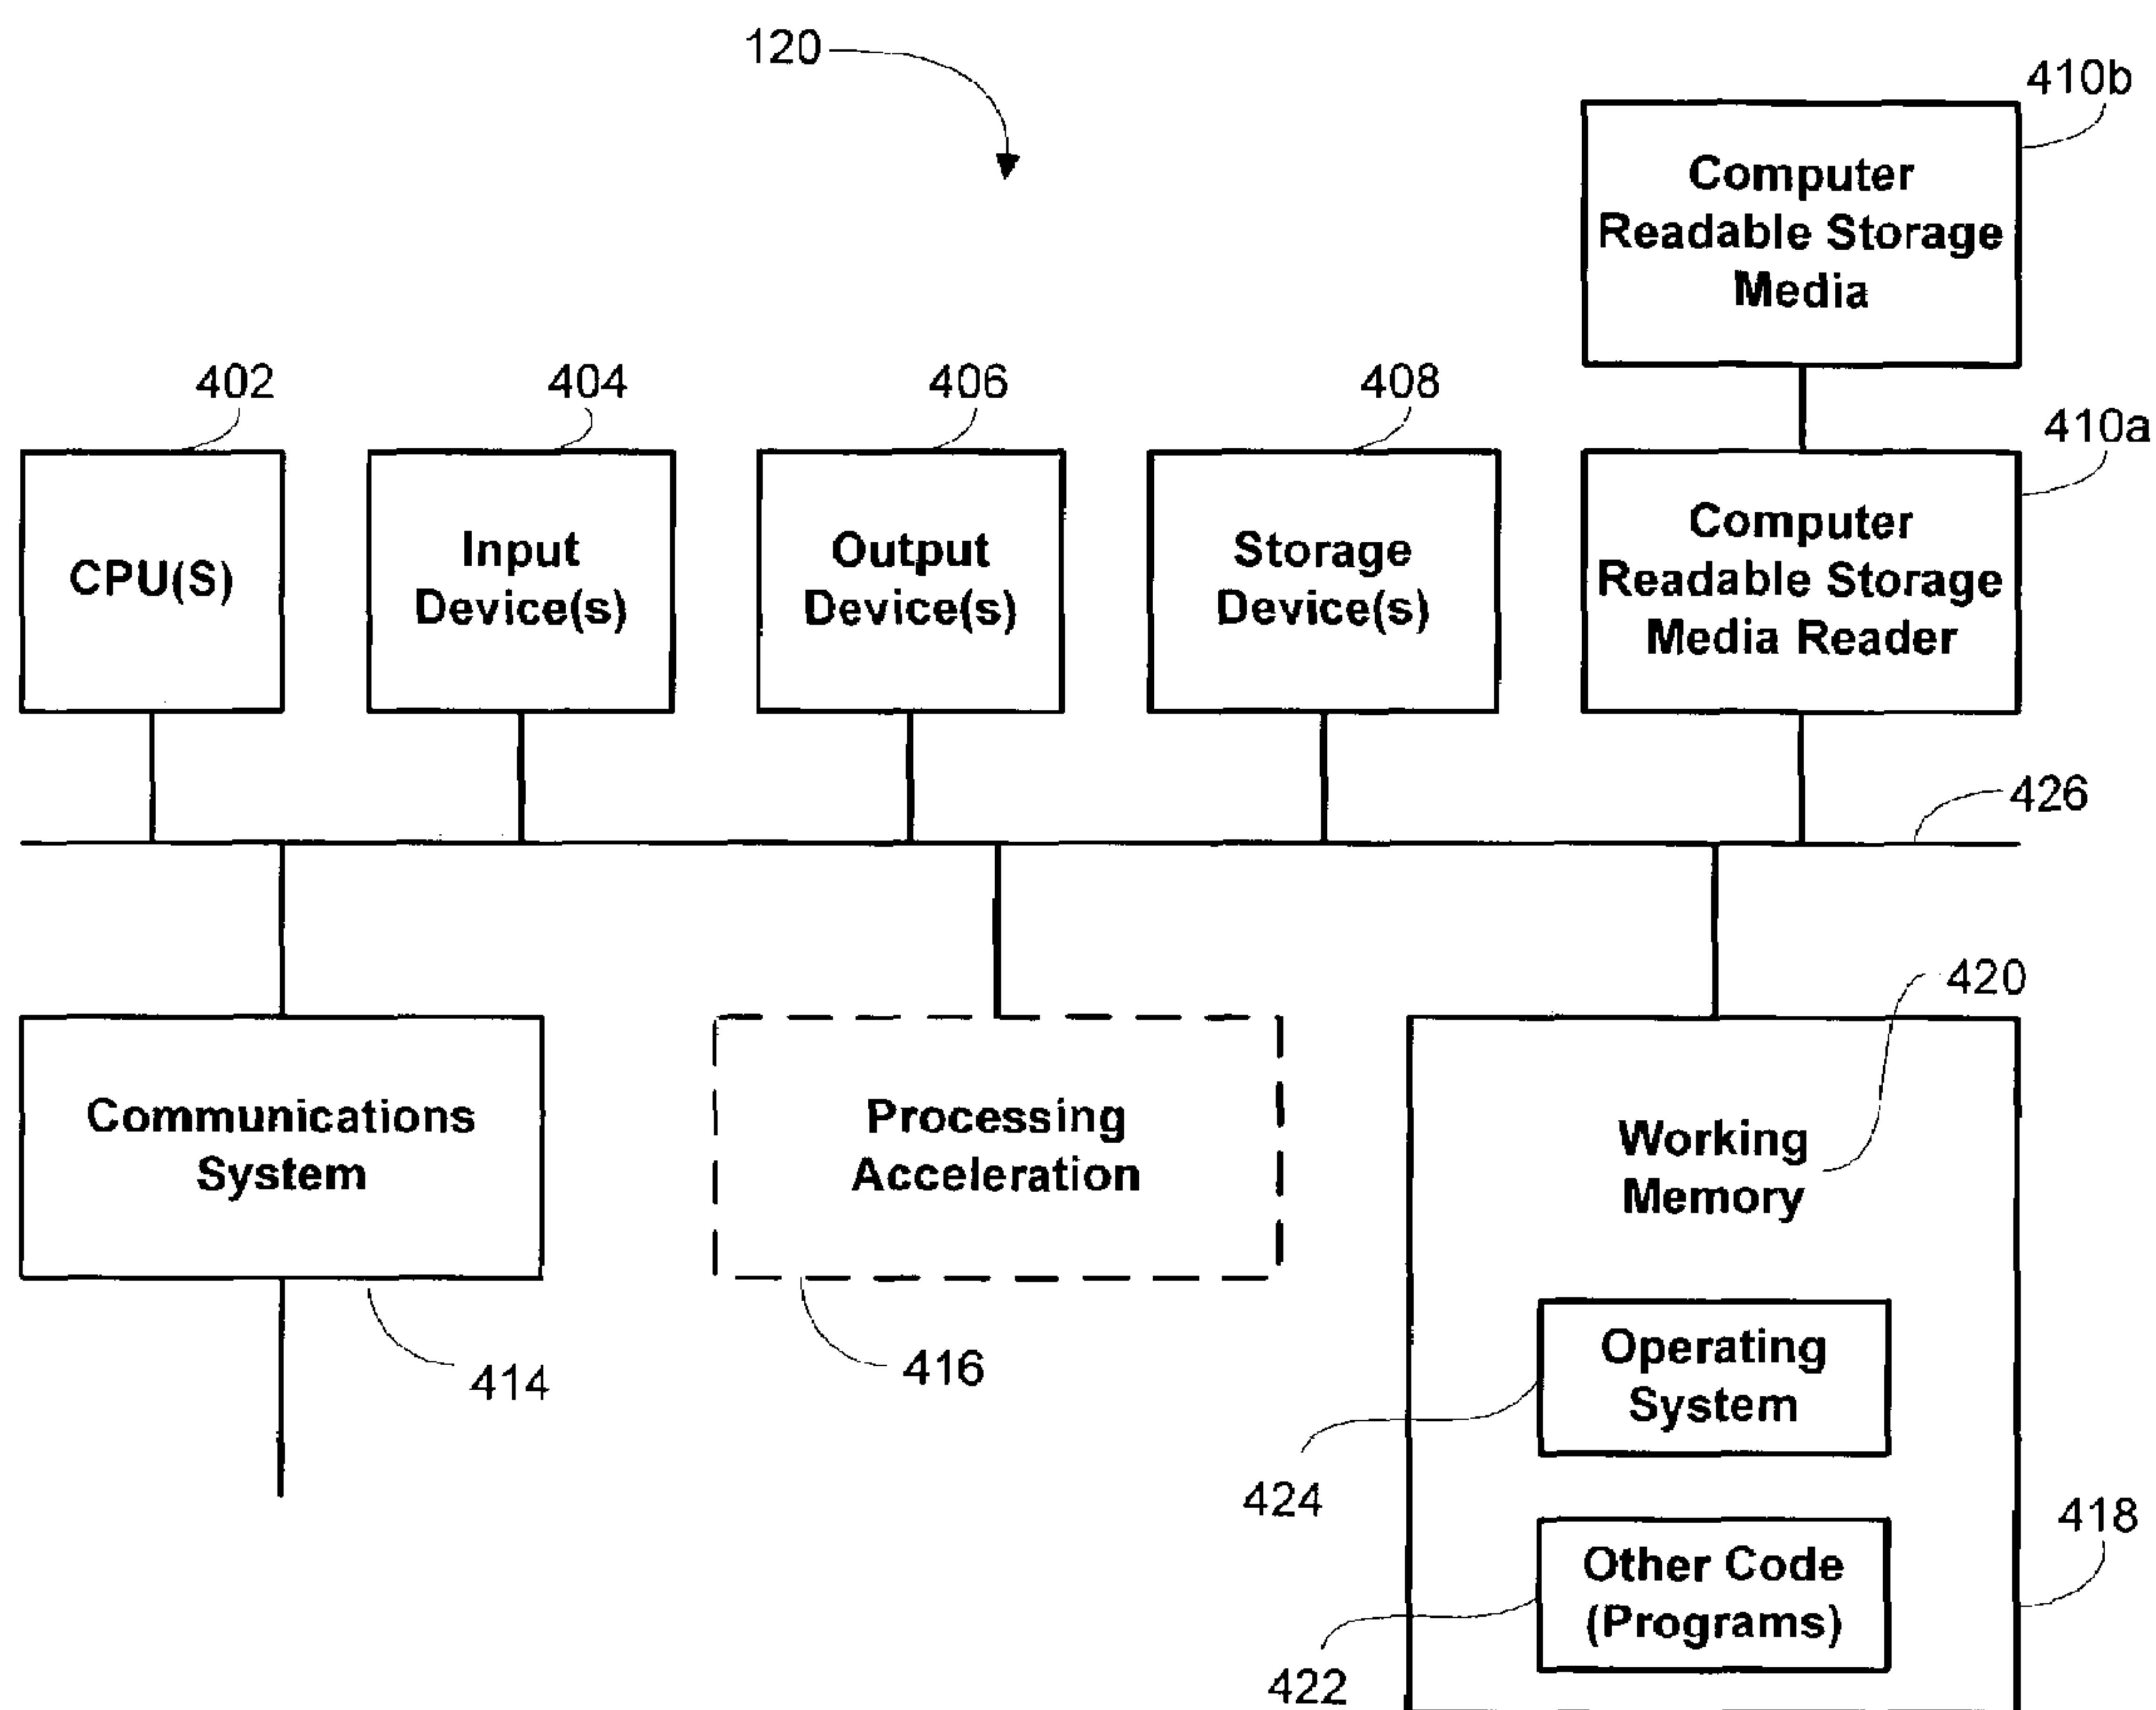 120
410b
Computer
Readable Storage
Media
402
404
406
408
410a
CPU(S)
Input
Device(s)
Output
Device(s)
Storage
Device(s)
Computer
Readable Storage
Media Reader
426
420
Communications
System
Processing
Acceleration
Working
Memory
414
416
Operating
System
424
418
Other Code
(Programs)
422